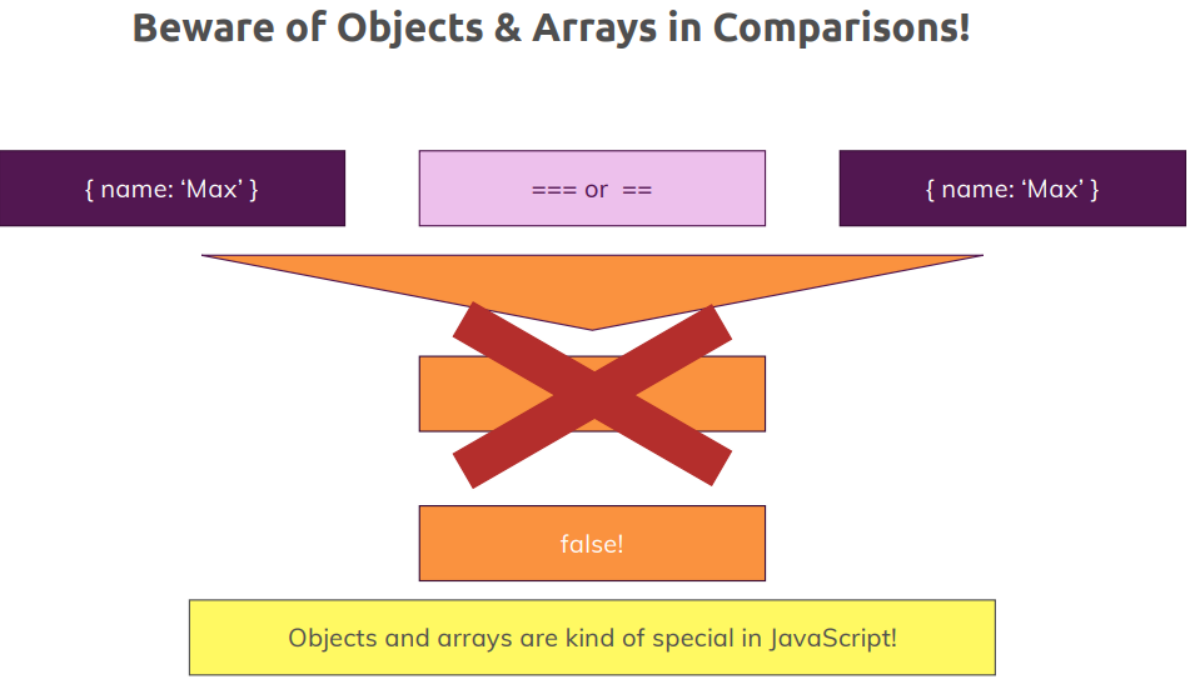 Beware of Objects & Arrays in Comparisons!
{ name: ‘Max’ }
=== or  ==
{ name: ‘Max’ }
false!
Objects and arrays are kind of special in JavaScript!